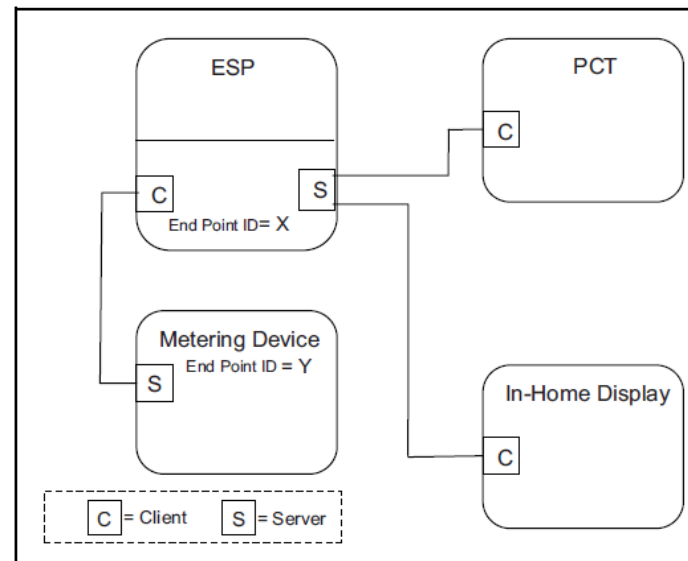 ESP
PCT
C
C
S
End Point ID= X
Metering Device
End Point ID = Y
S
In-Home Display
C
C = Client
S = Server